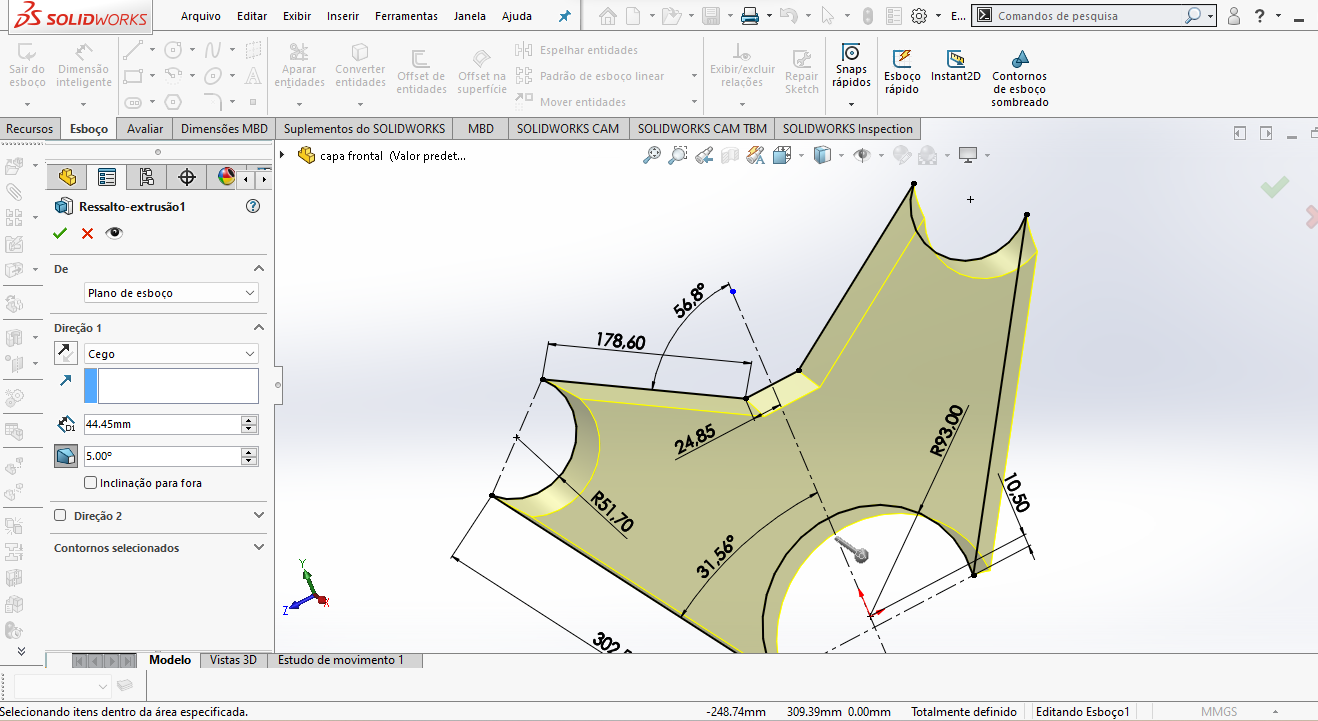 SOLIDWORKS
Arquivo Editar Exibir Inserir Ferramentas Janela Ajuda
E...
Comandos de pesquisa
?
Sair do esboço
Dimensão inteligente
Aparar entidades
Converter entidades
Offset de entidades
Offset na superfície
Espelhar entidades
Padrão de esboço linear
Mover entidades
Exibir/excluir relações
Repair Sketch
Snaps rápidos
Esboço rápido
Instant2D
Contornos de esboço sombreado
Recursos Esboço Avaliar Dimensões MBD Suplementos do SOLIDWORKS MBD SOLIDWORKS CAM SOLIDWORKS CAM TBM SOLIDWORKS Inspection
capa frontal (Valor predet...
Ressalto-extrusão1
De
Plano de esboço
Direção 1
Cego
D1
44.45mm
5.00º
Inclinação para fora
Direção 2
Contornos selecionados
56,8°
178,60
24,85
R93,00
R51,70
10,50
31,56°
Y
Z
X
Modelo Vistas 3D Estudo de movimento 1
Selecionando itens dentro da área especificada.
-248.74mm 309.39mm 0.00mm Totalmente definido Editando Esboço1 MMGS